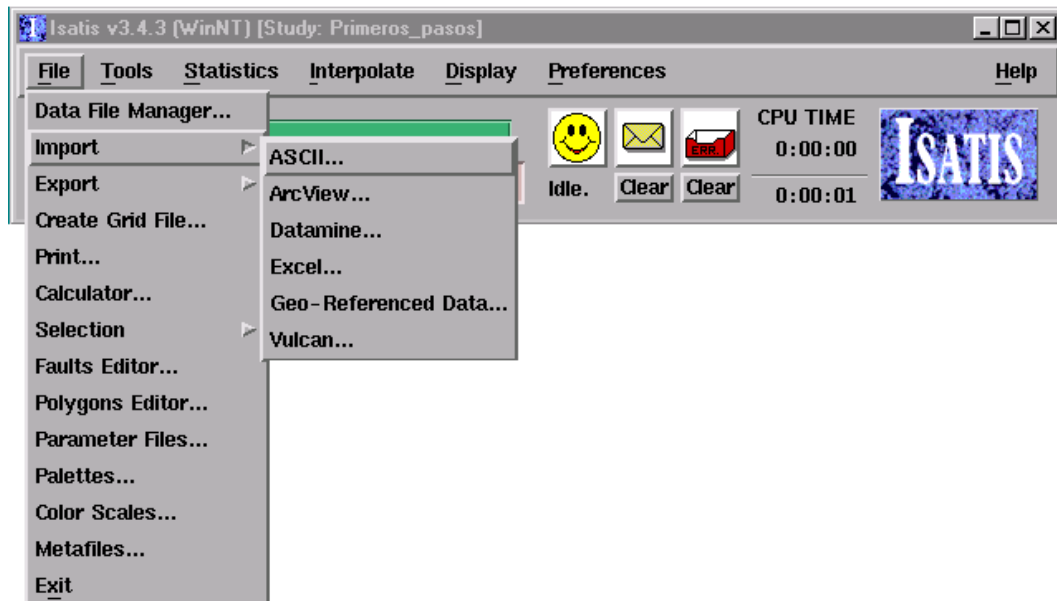 Isatis v3.4.3 (WinNT) [Study: Primeros_pasos]
File Tools Statistics Interpolate Display Preferences Help
Data File Manager...
Import
Export
Create Grid File...
Print...
Calculator...
Selection
Faults Editor...
Polygons Editor...
Parameter Files...
Palettes...
Color Scales...
Metafiles...
Exit
ASCII...
ArcView...
Datamine...
Excel...
Geo-Referenced Data...
Vulcan...
ERR
Idle. Clear Clear
CPU TIME
0:00:00
0:00:01
ISATIS